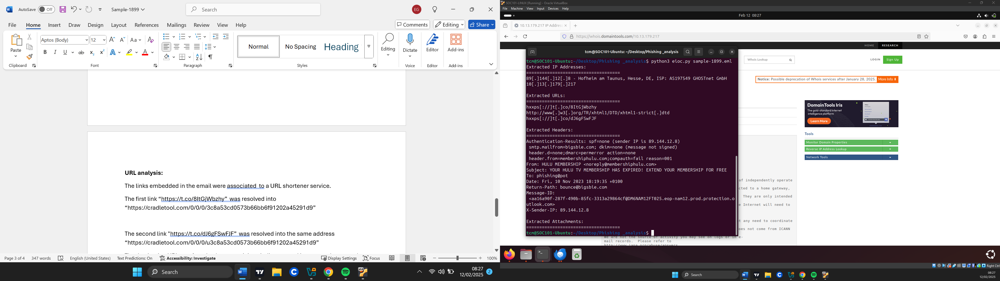 AutoSave Off Sample-1899 Search EG
File Home Insert Draw Design Layout References Mailings Review View Help Comments Editing Share
Paste Aptos (Body) 12 Aa Normal No Spacing Heading Editing Dictate Editor Add-ins
Clipboard Font Paragraph Styles Voice Editor Add-ins
URL analysis:
The links embedded in the email were associated to a URL shortener service.
The first link “https://t.co/8ItGjWbzhy” was resolved into
“https://cradletool.com/0/0/0/3c8a53cd0573b66bb6f91202a45291d9”
The second link "https://t.co/dJ6gFSwFJF” was resolved into the same address
“https://cradletool.com/0/0/0/u3c8a53cd0573b66bb6f91202a45291d9”
Page 3 of 4 347 words English (United States) Text Predictions: On Accessibility: Investigate Display Settings Focus 100%
Search 08:27
12/02/2025 2
SOC101-LINUX [Running] - Oracle VirtualBox
File Machine View Input Devices Help
Feb 12 08:27
10.13.179.217 IP Address
https://whois.domaintools.com/10.13.179.217
HOME RESEARCH
Whois Lookup LOGIN Sign Up
Notice: Possible deprecation of Whois services after January 28, 2025. More Info
tcm@SOC101-Ubuntu: ~/Desktop/Phishing _analysis
tcm@SOC101-Ubuntu:~/Desktop/Phishing _analysis$ python3 eioc.py sample-1899.eml
Extracted IP Addresses:
====================================
89[.]144[.]12[.]8 - Hofheim am Taunus, Hesse, DE, ISP: AS197549 GHOSTnet GmbH
10[.]13[.]179[.]217
Extracted URLs:
====================================
hxxps[://]t[.]co/8ItGjWbzhy
http://www[.]w3[.]org/TR/xhtml1/DTD/xhtml1-strict[.]dtd
hxxps[://]t[.]co/dJ6gFSwFJF
Extracted Headers:
====================================
Authentication-Results: spf=none (sender IP is 89.144.12.8)
smtp.mailfrom=bigsbie.com; dkim=none (message not signed)
header.d=none;dmarc=permerror action=none
header.from=membershiphulu.com;compauth=fail reason=001
From: HULU MEMBERSHIP <noreply@membershiphulu.com>
Subject: YOUR HULU TV MEMBERSHIP HAS EXPIRED! EXTEND YOUR MEMBERSHIP FOR FREE
To: phishing@pot
Date: Fri, 10 Nov 2023 18:19:35 +0100
Return-Path: bounce@bigsbie.com
Message-ID:
<aa16a90f-287f-490b-85fc-3313a29864cf@DM6NAM12FT025.eop-nam12.prod.protection.o
utlook.com>
X-Sender-IP: 89.144.12.8
Extracted Attachments:
====================================
tcm@SOC101-Ubuntu:~/Desktop/Phishing _analysis$
DomainTools Iris
The gold-standard Internet
intelligence platform
Learn More
Tools
Monitor Domain Properties
Reverse IP Address Lookup
Network Tools
of independently operate
cted to a home gateway,
They are only intended
e Internet will need to
t any need to coordinate
oes not come from ICANN
We are not the source of activity you may see on logs or in e-
mail records. Please refer to
http://www.iana.org/abuse/answers
Right Ctrl
Search 08:27
12/02/2025